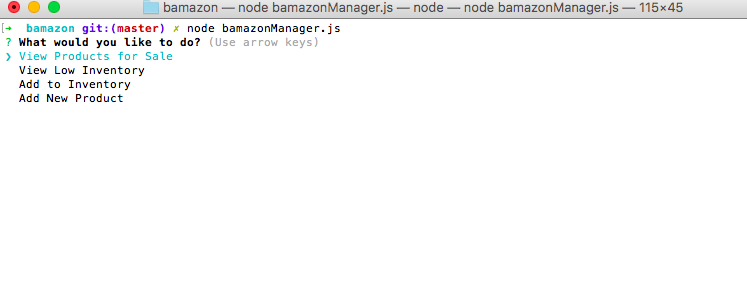 bamazon — node bamazonManager.js — node — node bamazonManager.js — 115×45
[➜  bamazon git:(master) ✗ node bamazonManager.js
? What would you like to do? (Use arrow keys)
❯ View Products for Sale
  View Low Inventory
  Add to Inventory
  Add New Product